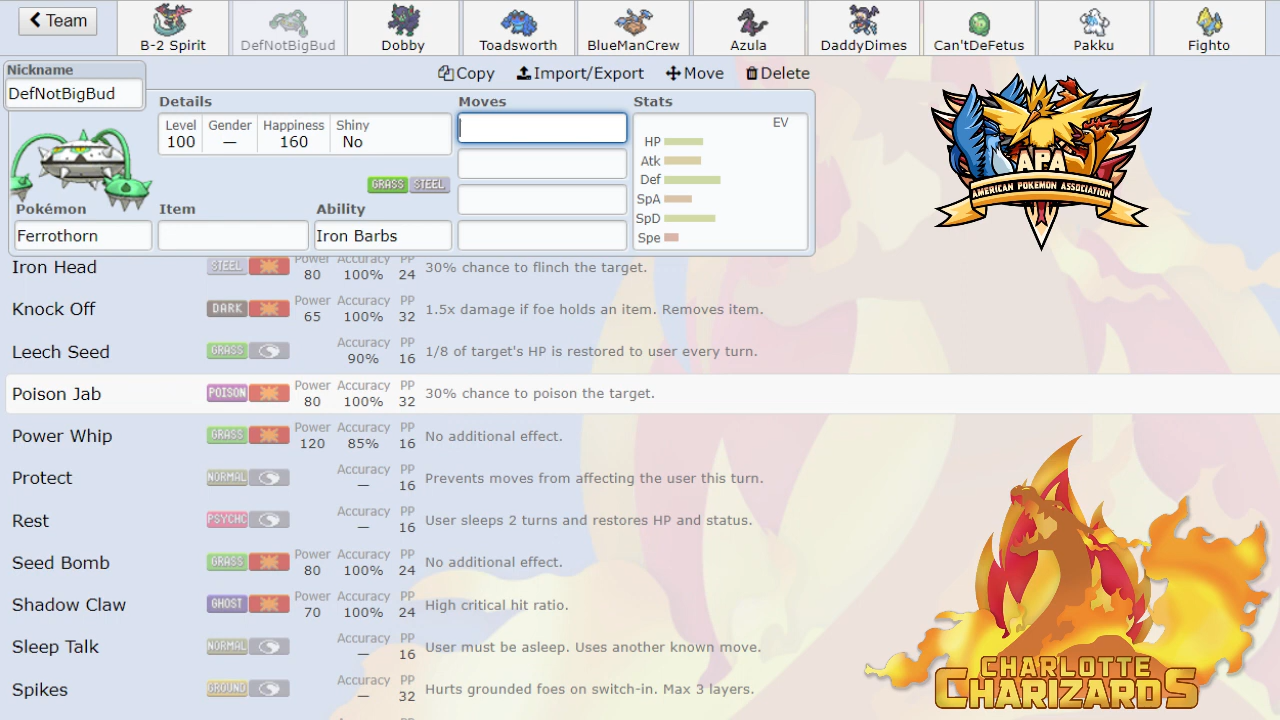 Team
B-2 Spirit DefNotBigBud Dobby Toadsworth BlueManCrew Azula DaddyDimes Can'tDeFetus Pakku Fighto
Nickname
DefNotBigBud
Copy Import/Export Move Delete
Details Moves Stats
Level Gender Happiness Shiny
100 — 160 No
EV
HP
Atk
Def
SpA
SpD
Spe
GRASS STEEL
Pokémon Item Ability
Ferrothorn Iron Barbs
APA
AMERICAN POKEMON ASSOCIATION
Iron Head STEEL Power 80 Accuracy 100% PP 24 30% chance to flinch the target.
Knock Off DARK Power 65 Accuracy 100% PP 32 1.5x damage if foe holds an item. Removes item.
Leech Seed GRASS Accuracy 90% PP 16 1/8 of target's HP is restored to user every turn.
Poison Jab POISON Power 80 Accuracy 100% PP 32 30% chance to poison the target.
Power Whip GRASS Power 120 Accuracy 85% PP 16 No additional effect.
Protect NORMAL Accuracy — PP 16 Prevents moves from affecting the user this turn.
Rest PSYCHC Accuracy — PP 16 User sleeps 2 turns and restores HP and status.
Seed Bomb GRASS Power 80 Accuracy 100% PP 24 No additional effect.
Shadow Claw GHOST Power 70 Accuracy 100% PP 24 High critical hit ratio.
Sleep Talk NORMAL Accuracy — PP 16 User must be asleep. Uses another known move.
Spikes GROUND Accuracy — PP 32 Hurts grounded foes on switch-in. Max 3 layers.
CHARLOTTE
CHARIZARDS